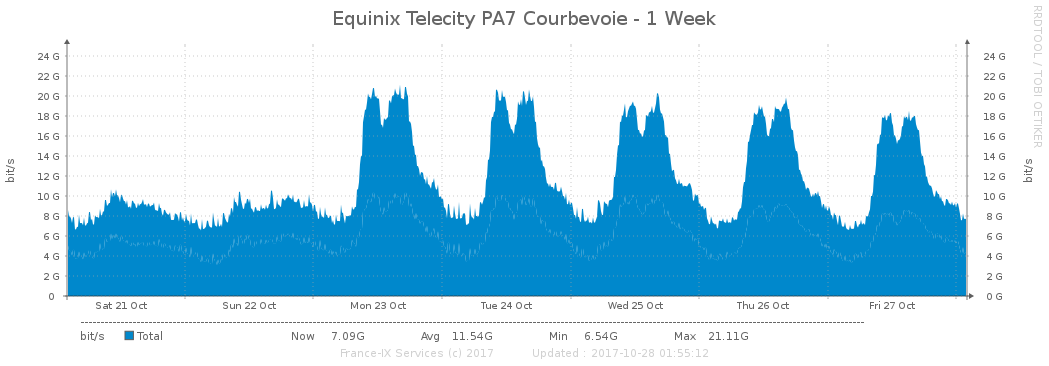 Equinix Telecity PA7 Courbevoie - 1 Week
RRDTOOL / TOBI OETIKER
bit/s
24 G 24 G
22 G 22 G
20 G 20 G
18 G 18 G
16 G 16 G
14 G 14 G
12 G 12 G
10 G 10 G
8 G 8 G
6 G 6 G
4 G 4 G
2 G 2 G
0 0 G
bit/s
Sat 21 Oct Sun 22 Oct Mon 23 Oct Tue 24 Oct Wed 25 Oct Thu 26 Oct Fri 27 Oct
bit/s Total Now 7.09G Avg 11.54G Min 6.54G Max 21.11G
France-IX Services (c) 2017 Updated : 2017-10-28 01:55:12